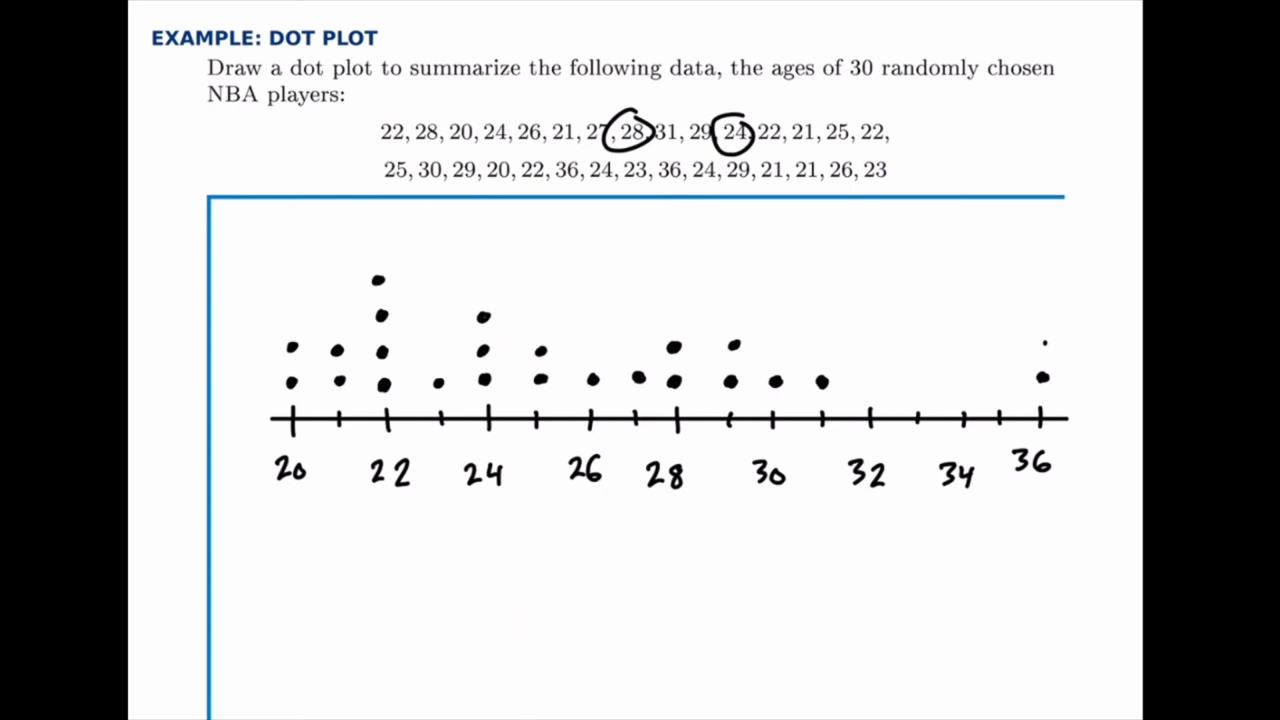 EXAMPLE: DOT PLOT
Draw a dot plot to summarize the following data, the ages of 30 randomly chosen
NBA players:
22, 28, 20, 24, 26, 21, 27, 28, 31, 29, 24, 22, 21, 25, 22,
25, 30, 29, 20, 22, 36, 24, 23, 36, 24, 29, 21, 21, 26, 23
20 22 24 26 28 30 32 34 36